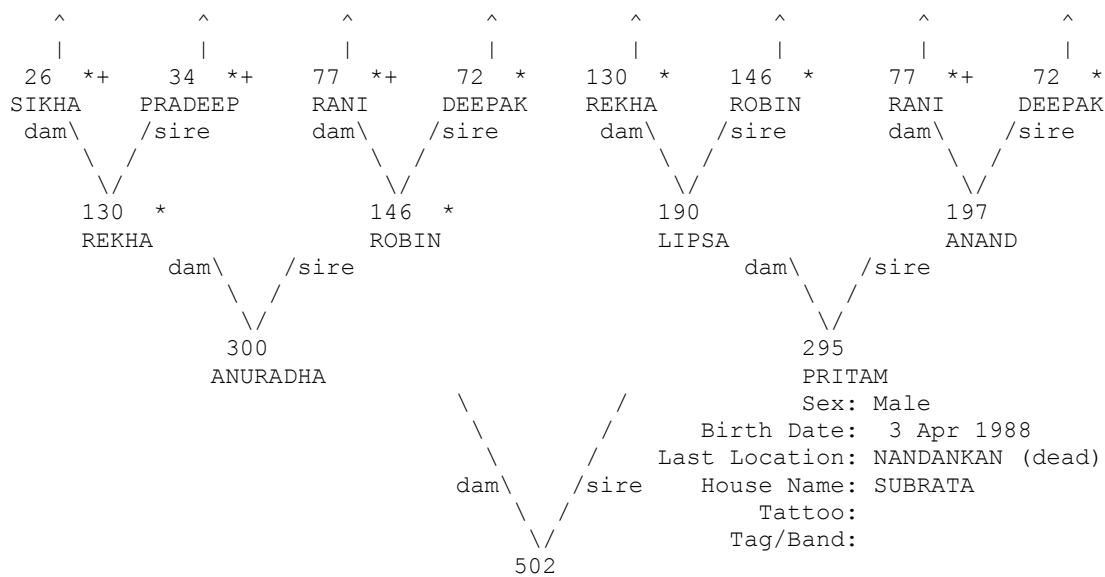 ^ ^ ^ ^ ^ ^ ^ ^
| | | | | | | |
26 *+ 34 *+ 77 *+ 72 * 130 * 146 * 77 *+ 72 *
SIKHA PRADEEP RANI DEEPAK REKHA ROBIN RANI DEEPAK
dam\ /sire dam\ /sire dam\ /sire dam\ /sire
\ / \ / \ / \ /
\/ \/ \/ \/
130 * 146 * 190 197
REKHA ROBIN LIPSA ANAND
dam\ /sire dam\ /sire
\ / \ /
\/ \/
300 295
ANURADHA PRITAM
\ / Sex: Male
\ / Birth Date: 3 Apr 1988
\ / Last Location: NANDANKAN (dead)
dam\ /sire House Name: SUBRATA
\ / Tattoo:
\/ Tag/Band:
502